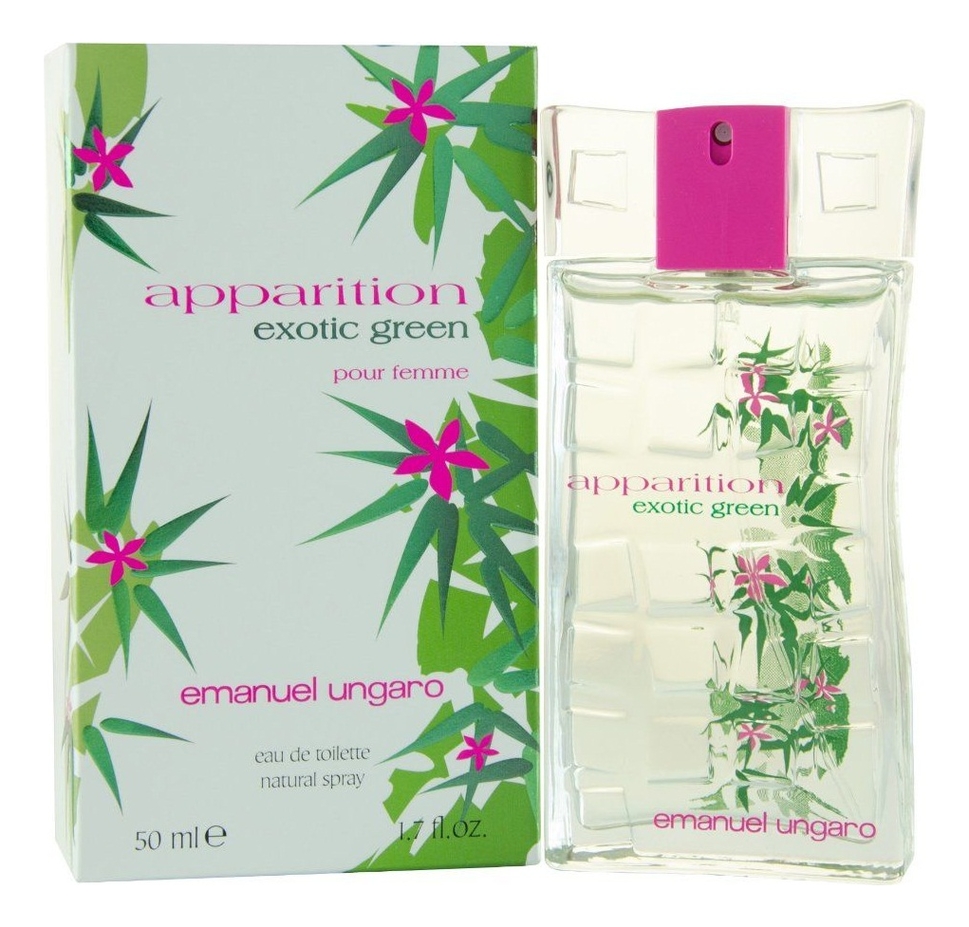 apparition
exotic green
pour femme
emanuel ungaro
eau de toilette
natural spray
50 ml ℮
1.7 fl.oz.
apparition
exotic green
emanuel ungaro